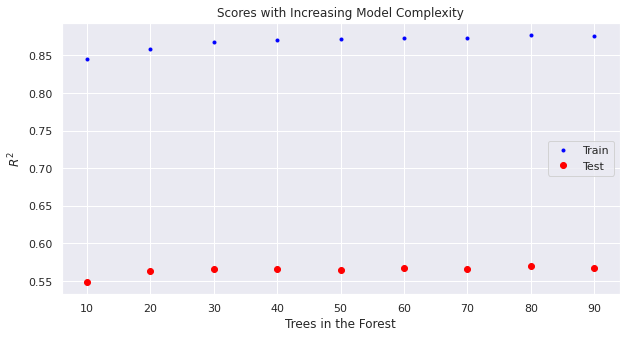 Scores with Increasing Model Complexity
0.85
0.80
0.75
0.70
0.65
0.60
0.55
R²
Train
Test
10 20 30 40 50 60 70 80 90
Trees in the Forest